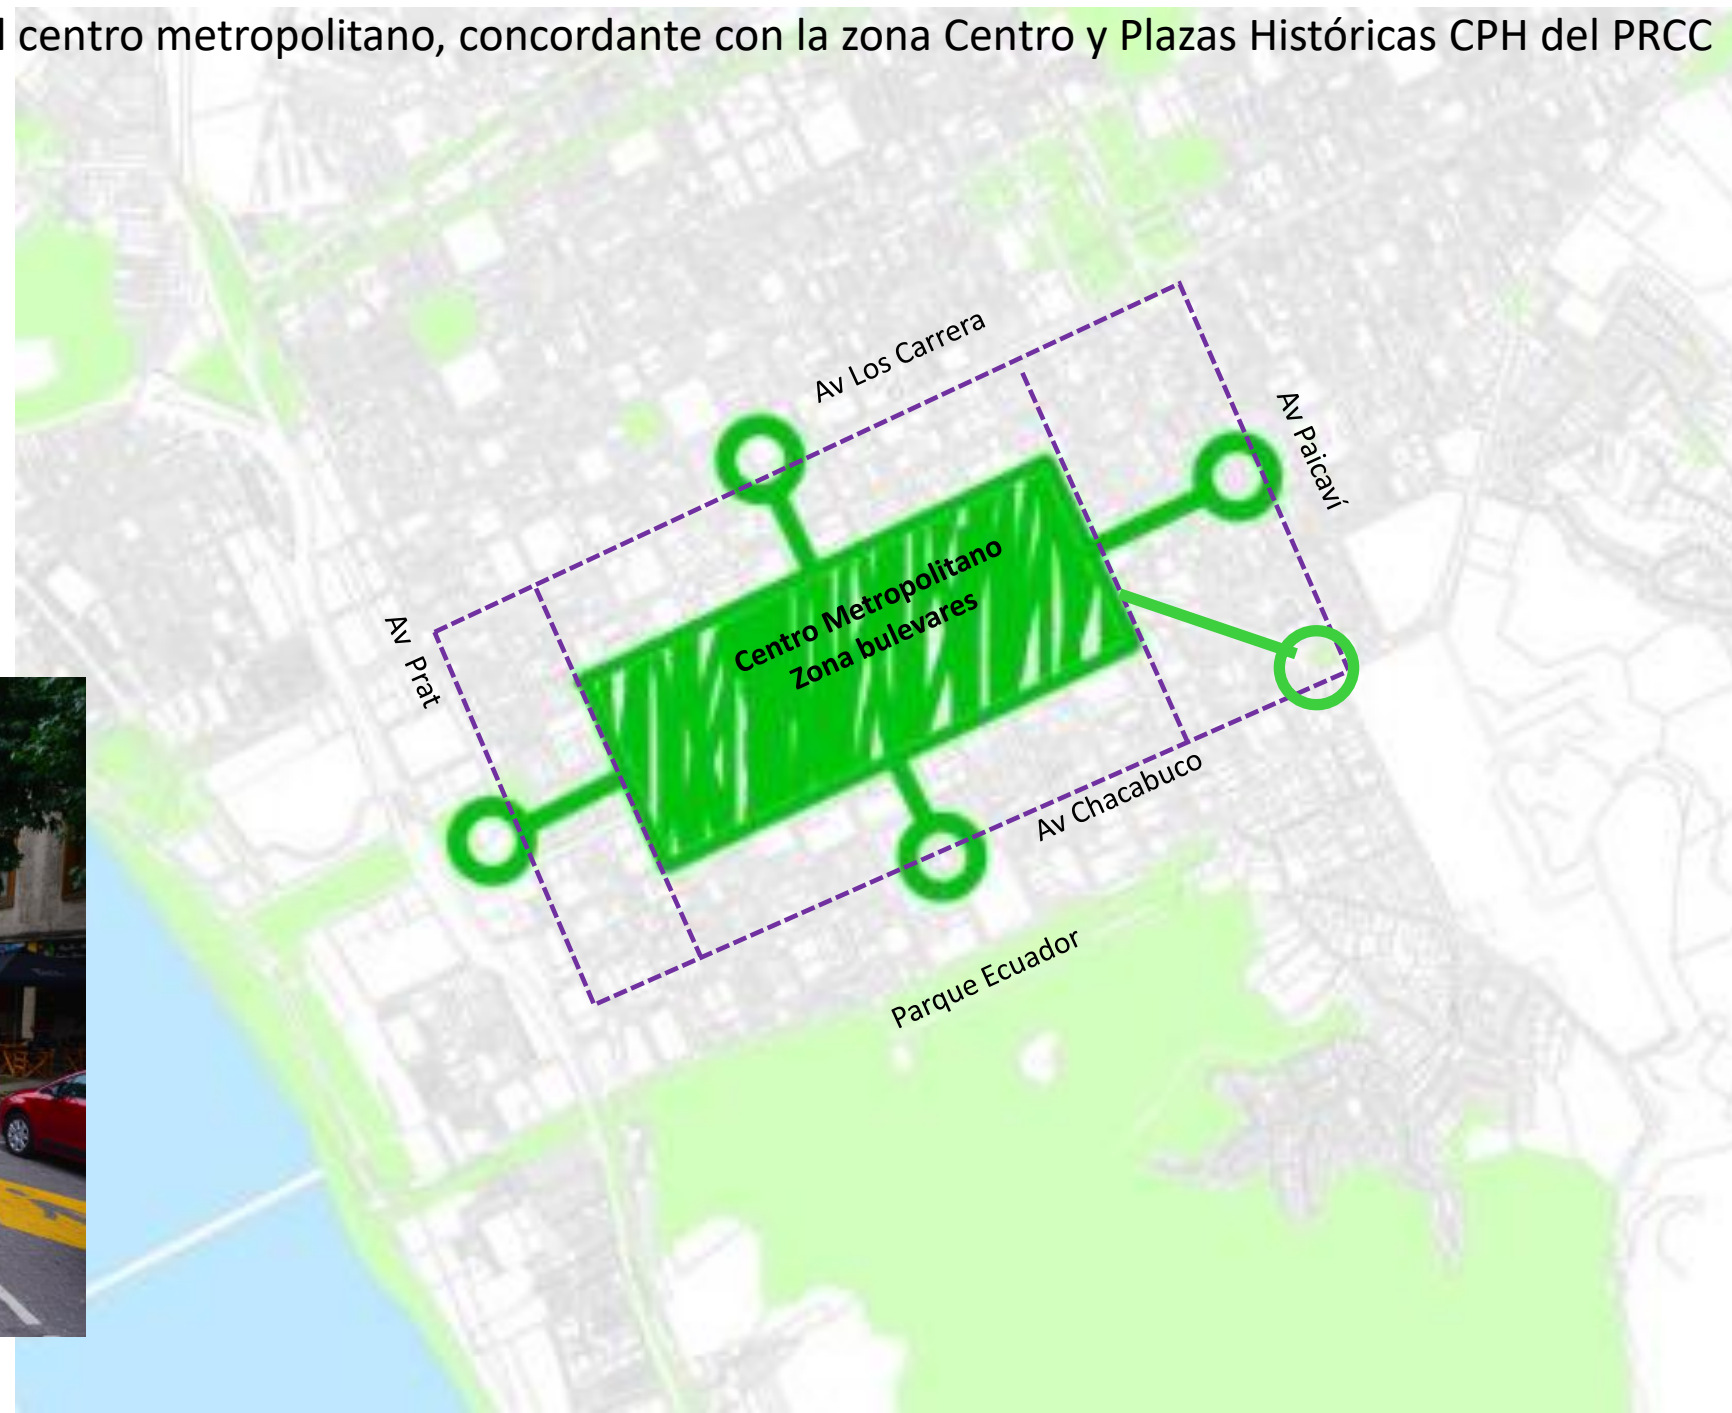 l centro metropolitano, concordante con la zona Centro y Plazas Históricas CPH del PRCC
Av Los Carrera
Av Paicaví
Centro Metropolitano
Zona bulevares
Av Prat
Av Chacabuco
Parque Ecuador